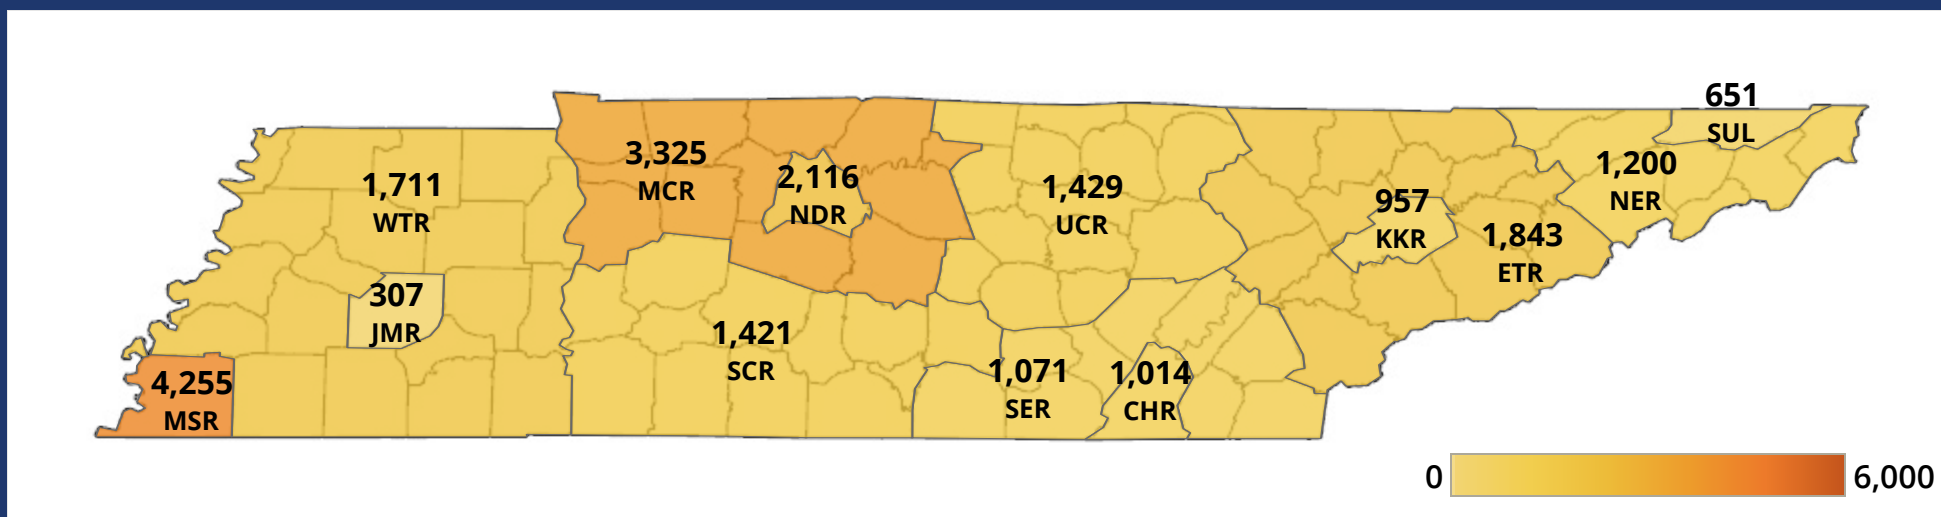 651
SUL
3,325
MCR
1,200
NER
2,116
NDR
1,711
WTR
1,429
UCR
957
KKR
1,843
ETR
307
JMR
1,421
SCR
4,255
MSR
1,071
SER
1,014
CHR
0 6,000